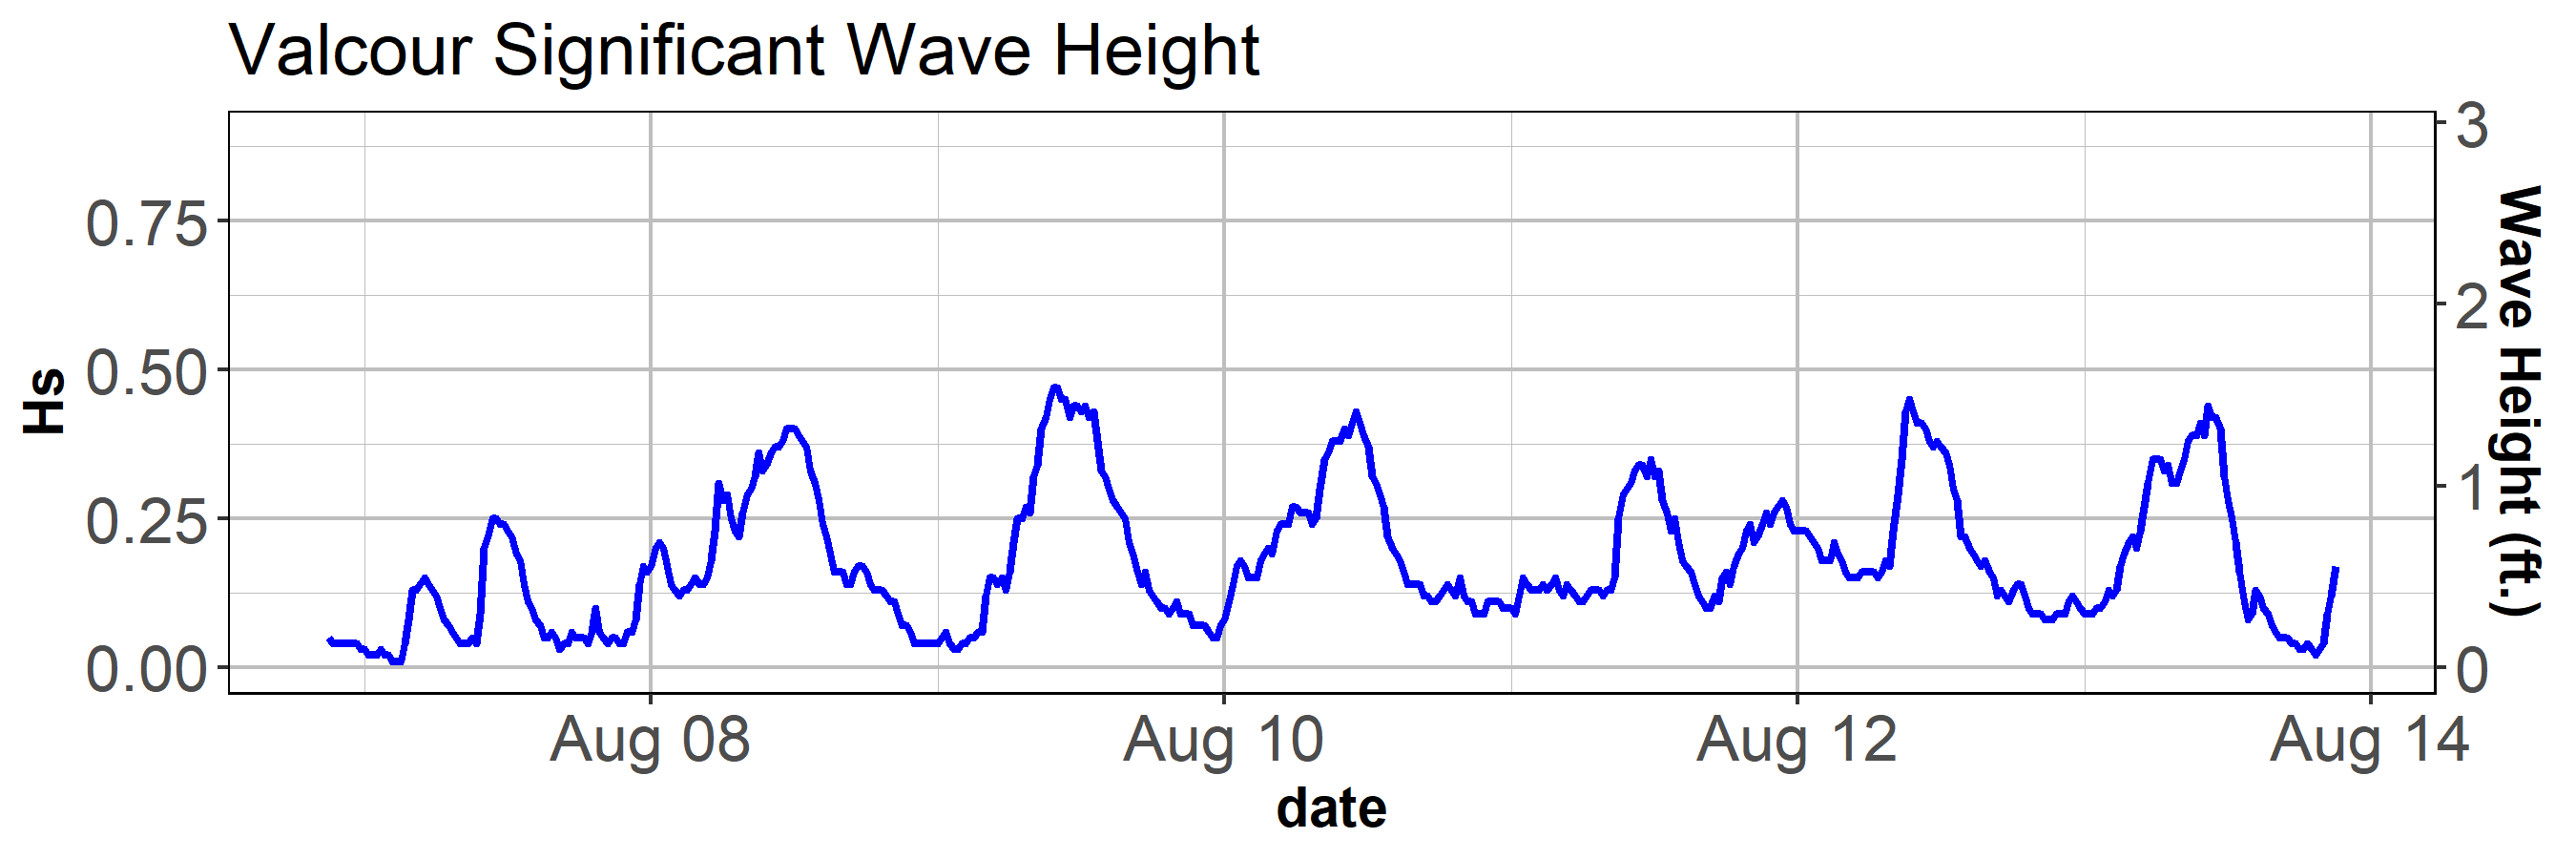 Valcour Significant Wave Height
Hs
0.75
0.50
0.25
0.00
3
2
1
0
Wave Height (ft.)
Aug 08
Aug 10
Aug 12
Aug 14
date